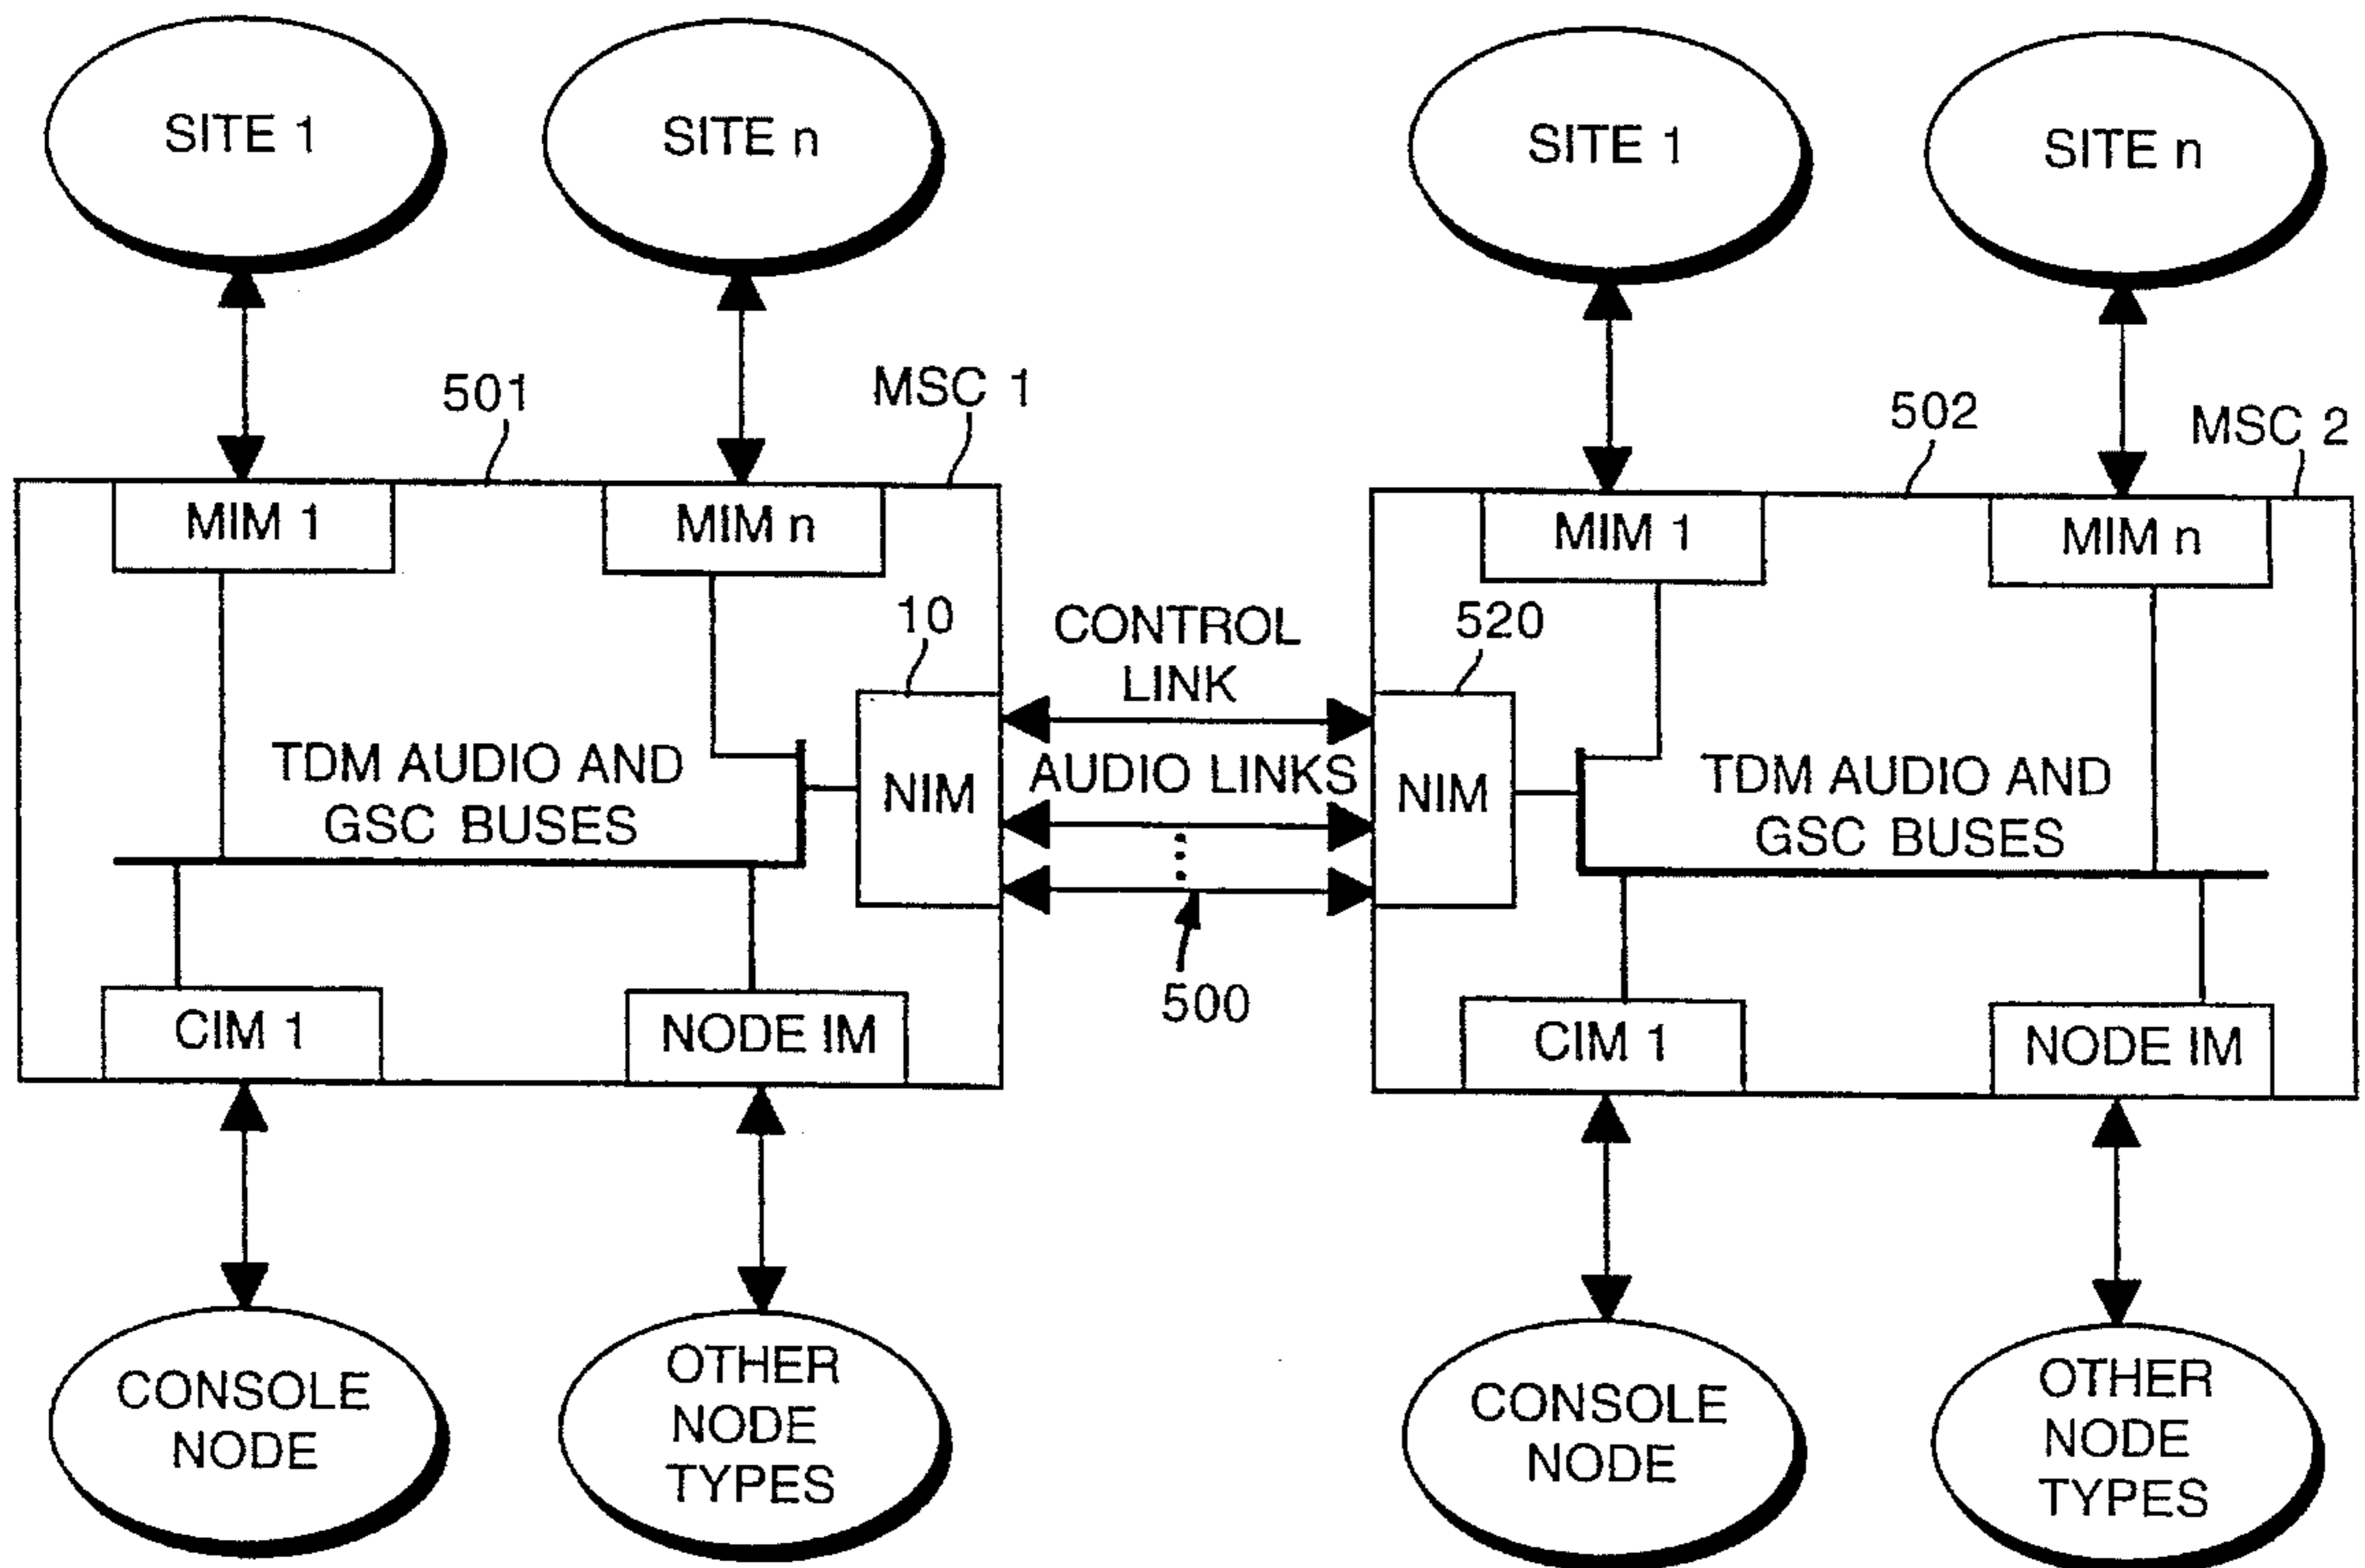 SITE 1
SITE n
SITE 1
SITE n
501
MSC 1
502
MSC 2
MIM 1
MIM n
MIM 1
MIM n
10
CONTROL
LINK
520
TDM AUDIO AND
GSC BUSES
NIM
AUDIO LINKS
NIM
TDM AUDIO AND
GSC BUSES
500
CIM 1
NODE IM
CIM 1
NODE IM
CONSOLE
NODE
OTHER
NODE
TYPES
CONSOLE
NODE
OTHER
NODE
TYPES